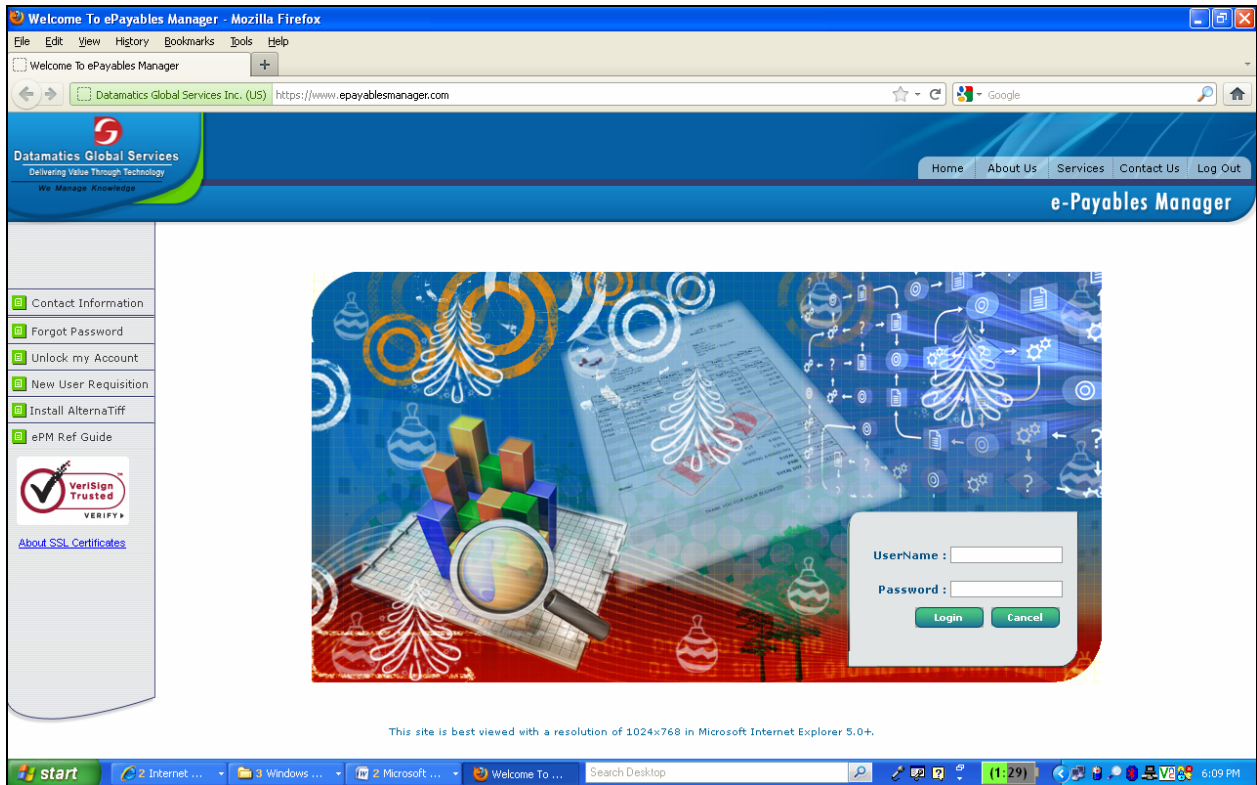 Welcome To ePayables Manager - Mozilla Firefox
File Edit View History Bookmarks Tools Help
Welcome To ePayables Manager +
Datamatics Global Services Inc. (US) https://www.epayablesmanager.com Google
Datamatics Global Services
Delivering Value Through Technology
We Manage Knowledge
Home About Us Services Contact Us Log Out
e-Payables Manager
Contact Information
Forgot Password
Unlock my Account
New User Requisition
Install AlternaTiff
ePM Ref Guide
VeriSign
Trusted
VERIFY
About SSL Certificates
THANK YOU FOR YOUR BUSINESS!
UserName :
Password :
Login Cancel
This site is best viewed with a resolution of 1024x768 in Microsoft Internet Explorer 5.0+.
start 2 Internet ... 3 Windows ... 2 Microsoft ... Welcome To ... Search Desktop (1:29) 6:09 PM